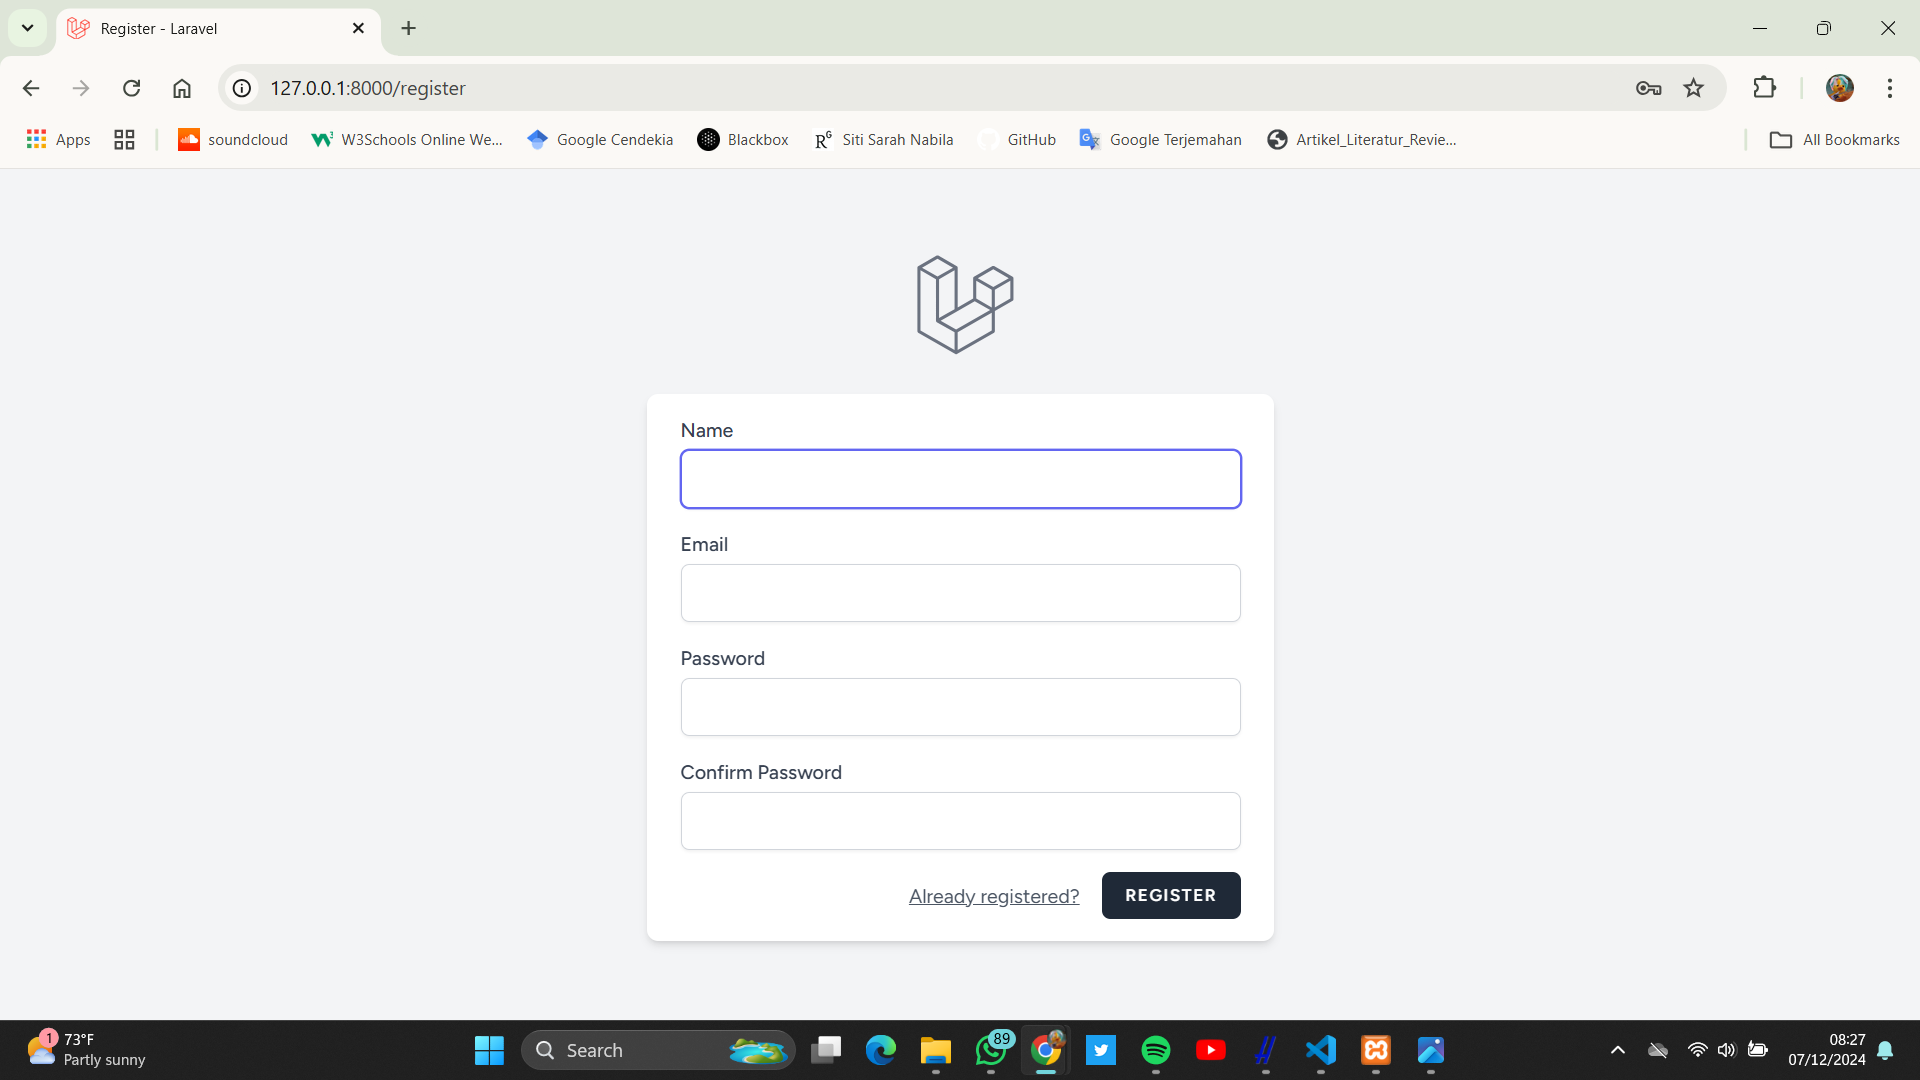 Register - Laravel
127.0.0.1:8000/register
Apps
soundcloud
W3Schools Online We...
Google Cendekia
Blackbox
RG Siti Sarah Nabila
GitHub
Google Terjemahan
Artikel_Literatur_Revie...
All Bookmarks
Name
Email
Password
Confirm Password
Already registered?
REGISTER
1
73°F
Partly sunny
Search
89
08:27
07/12/2024